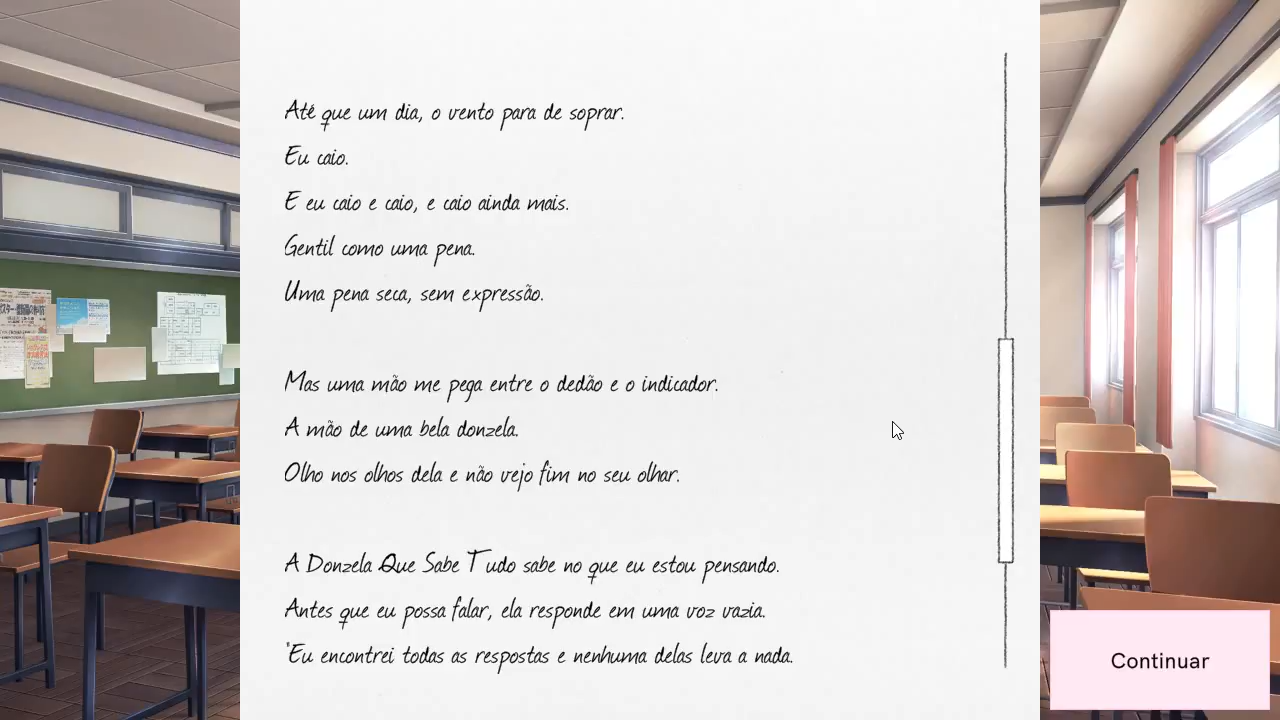 Até que um dia, o vento para de soprar.
Eu caio.
E eu caio e caio, e caio ainda mais.
Gentil como uma pena.
Uma pena seca, sem expressão.
Mas uma mão me pega entre o dedão e o indicador.
A mão de uma bela donzela.
Olho nos olhos dela e não vejo fim no seu olhar.
A Donzela Que Sabe Tudo sabe no que eu estou pensando.
Antes que eu possa falar, ela responde em uma voz vazia.
"Eu encontrei todas as respostas e nenhuma delas leva a nada.
Continuar